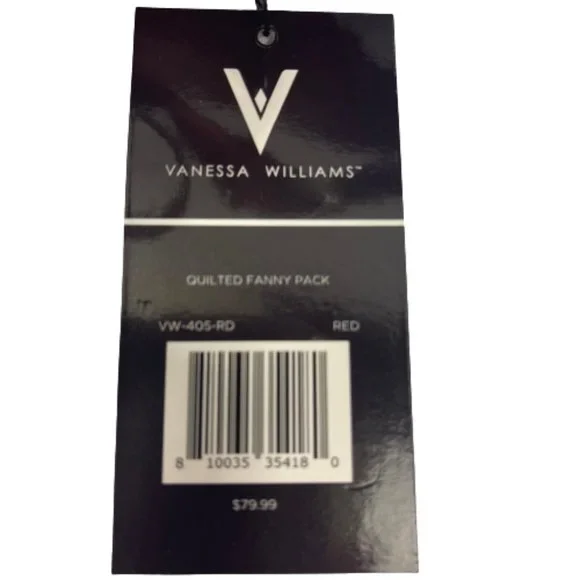 V
VANESSA WILLIAMS™
QUILTED FANNY PACK
VW-405-RD RED
8 10035 35418 0
$79.99